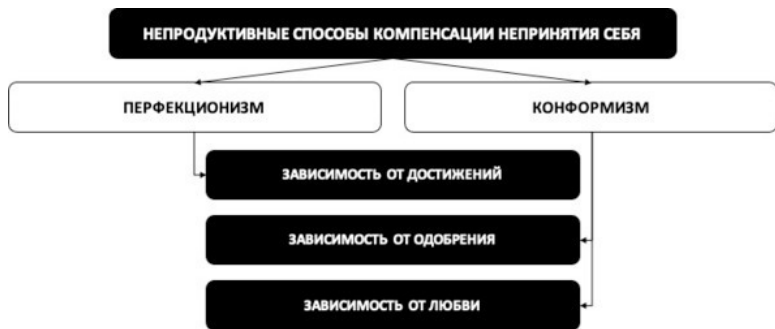 НЕПРОДУКТИВНЫЕ СПОСОБЫ КОМПЕНСАЦИИ НЕПРИНЯТИЯ СЕБЯ
ПЕРФЕКЦИОНИЗМ
КОНФОРМИЗМ
ЗАВИСИМОСТЬ ОТ ДОСТИЖЕНИЙ
ЗАВИСИМОСТЬ ОТ ОДОБРЕНИЯ
ЗАВИСИМОСТЬ ОТ ЛЮБВИ